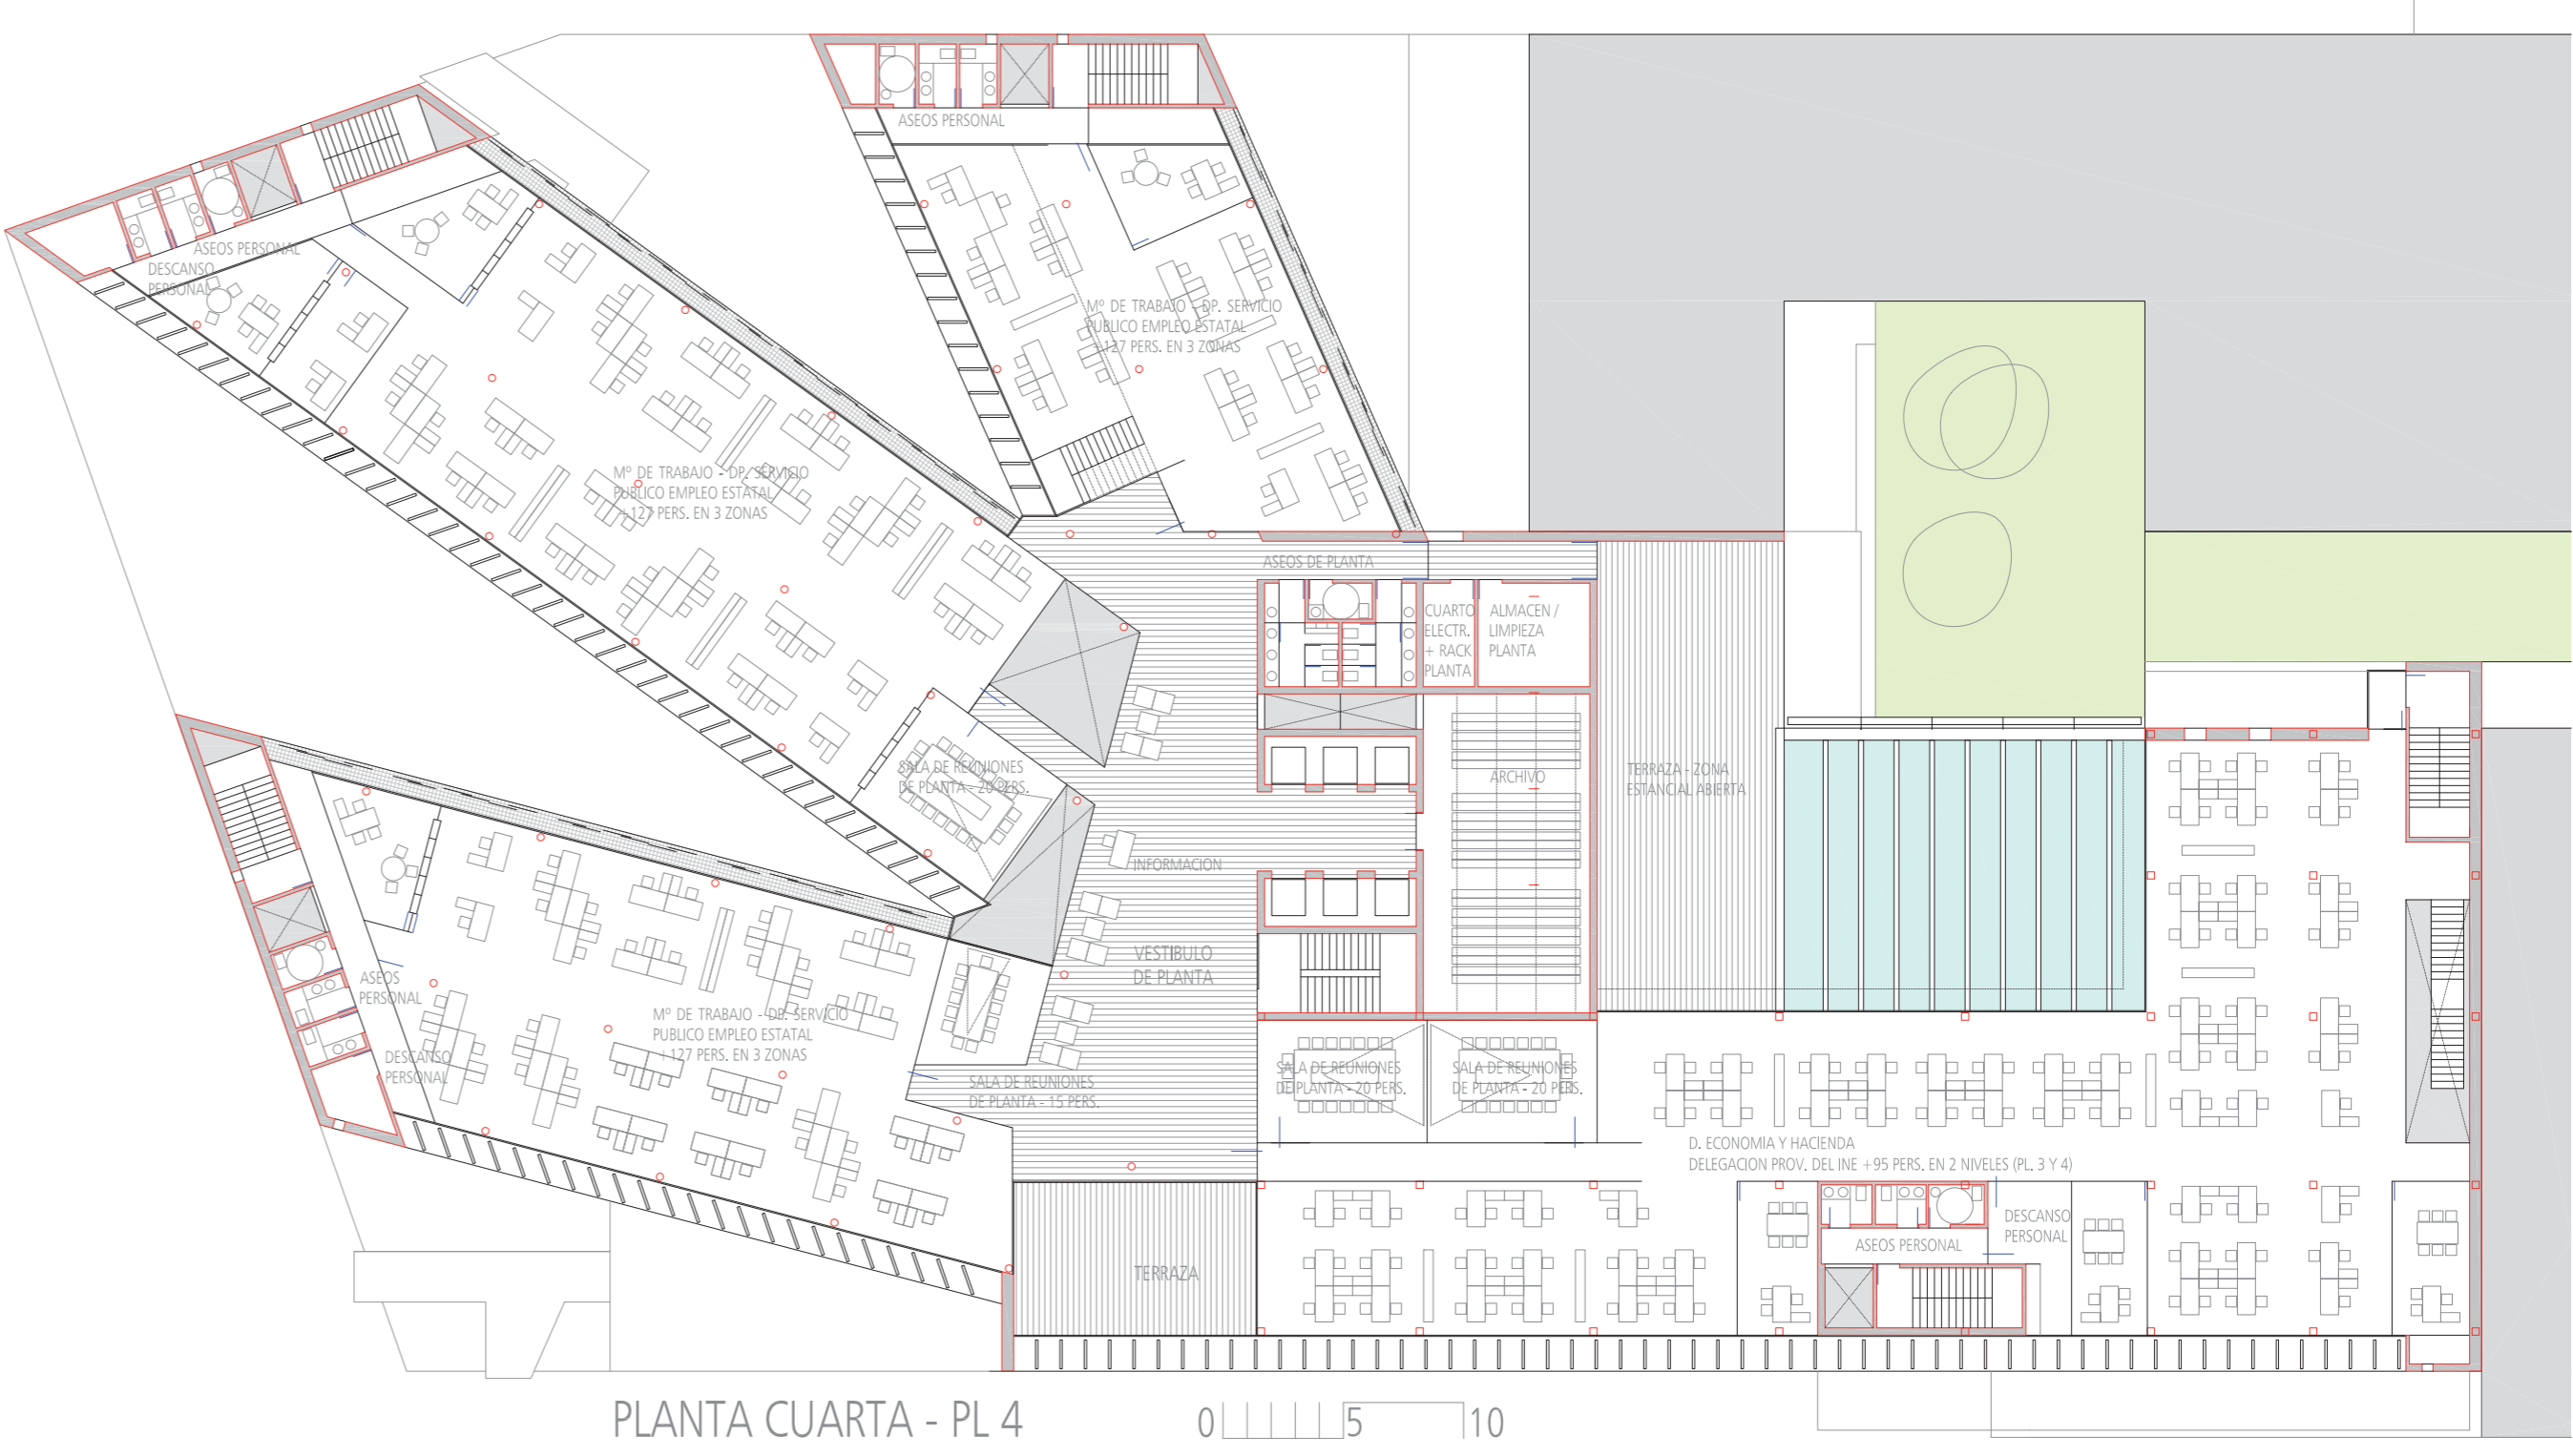 ASEOS PERSONAL
ASEOS PERSONAL
DESCANSO
PERSONAL
Mº DE TRABAJO - DP. SERVICIO
PUBLICO EMPLEO ESTATAL
+127 PERS. EN 3 ZONAS
Mº DE TRABAJO - DP. SERVICIO
PUBLICO EMPLEO ESTATAL
+127 PERS. EN 3 ZONAS
ASEOS DE PLANTA
CUARTO
ELECTR.
+ RACK
PLANTA
ALMACEN /
LIMPIEZA
PLANTA
SALA DE REUNIONES
DE PLANTA - 20 PERS.
ARCHIVO
TERRAZA - ZONA
ESTANCIAL ABIERTA
INFORMACION
VESTIBULO
DE PLANTA
ASEOS
PERSONAL
Mº DE TRABAJO - DP. SERVICIO
PUBLICO EMPLEO ESTATAL
+127 PERS. EN 3 ZONAS
DESCANSO
PERSONAL
SALA DE REUNIONES
DE PLANTA - 15 PERS.
SALA DE REUNIONES
DE PLANTA - 20 PERS.
SALA DE REUNIONES
DE PLANTA - 20 PERS.
D. ECONOMIA Y HACIENDA
DELEGACION PROV. DEL INE +95 PERS. EN 2 NIVELES (PL. 3 Y 4)
DESCANSO
PERSONAL
ASEOS PERSONAL
TERRAZA
PLANTA CUARTA - PL 4
0 5 10